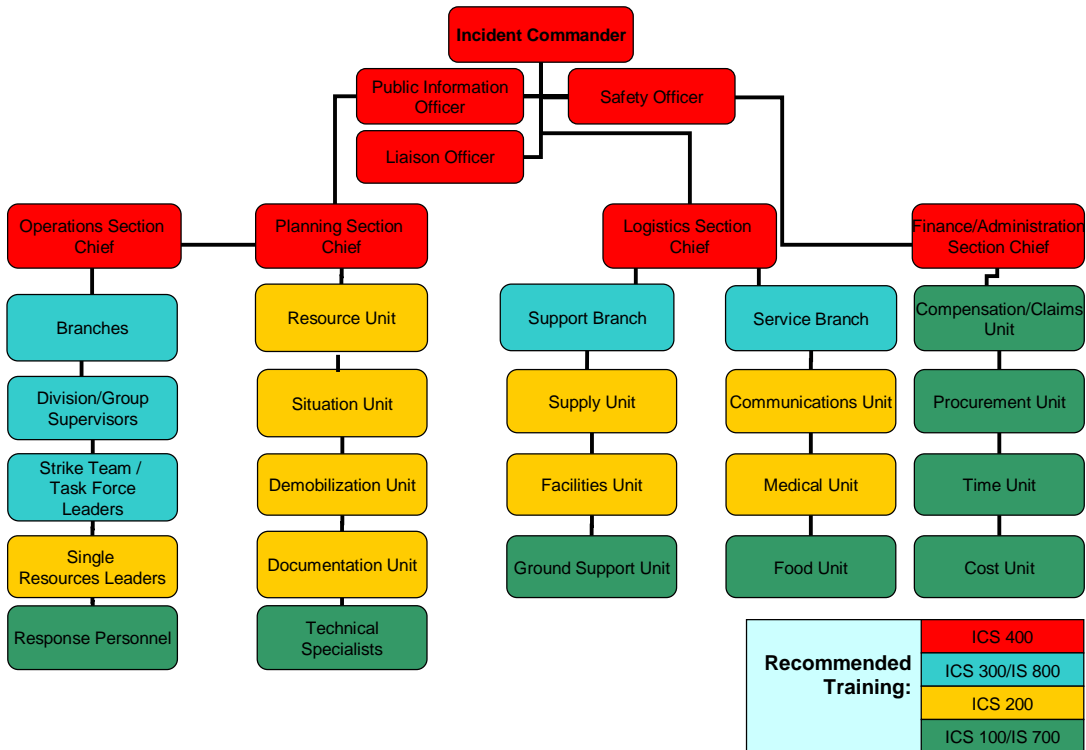 Incident Commander
Public Information
Officer
Safety Officer
Liaison Officer
Operations Section
Chief
Planning Section
Chief
Logistics Section
Chief
Finance/Administration
Section Chief
Branches
Resource Unit
Support Branch
Service Branch
Compensation/Claims
Unit
Division/Group
Supervisors
Situation Unit
Supply Unit
Communications Unit
Procurement Unit
Strike Team /
Task Force
Leaders
Demobilization Unit
Facilities Unit
Medical Unit
Time Unit
Single
Resources Leaders
Documentation Unit
Ground Support Unit
Food Unit
Cost Unit
Response Personnel
Technical
Specialists
Recommended
Training:
ICS 400
ICS 300/IS 800
ICS 200
ICS 100/IS 700